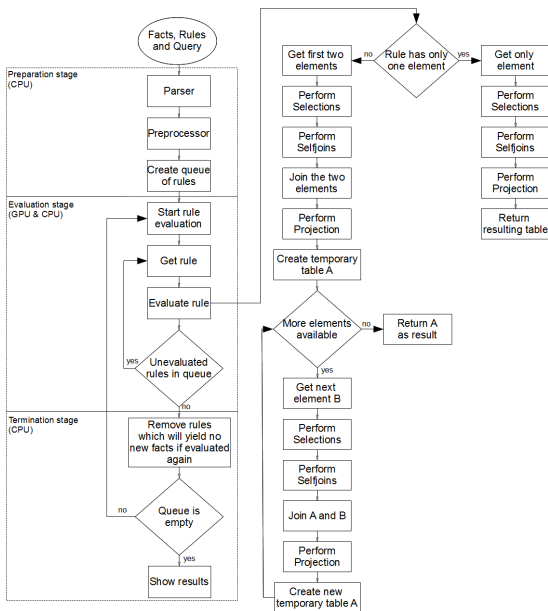 Facts, Rules
and Query
Preparation stage
(CPU)
Parser
Preprocessor
Create queue
of rules
Evaluation stage
(GPU & CPU)
Start rule
evaluation
Get rule
Evaluate rule
Unevaluated
rules in queue
yes
no
Termination stage
(CPU)
Remove rules
which will yield no
new facts if evaluated
again
Queue is
empty
no
yes
Show results
Rule has only
one element
no
yes
Get first two
elements
Perform
Selections
Perform
Selfjoins
Join the two
elements
Perform
Projection
Create temporary
table A
More elements
available
no
Return A
as result
yes
Get next
element B
Perform
Selections
Perform
Selfjoins
Join A and B
Perform
Projection
Create new
temporary table A
Get only
element
Perform
Selections
Perform
Selfjoins
Perform
Projection
Return
resulting table